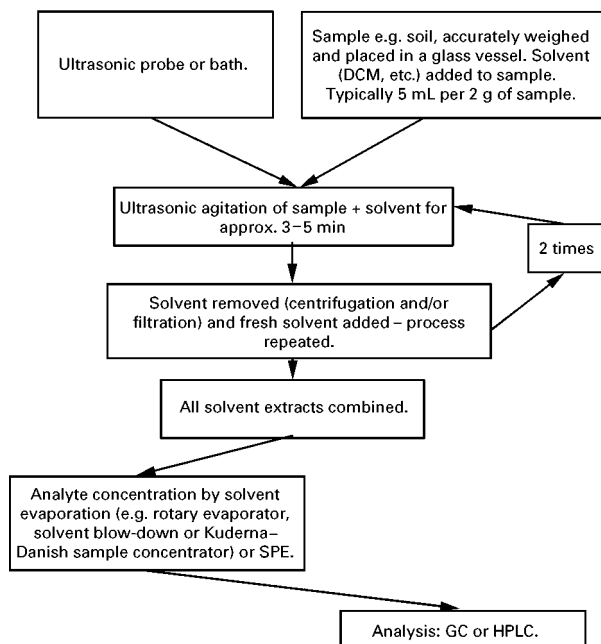 Ultrasonic probe or bath.
Sample e.g. soil, accurately weighed
and placed in a glass vessel. Solvent
(DCM, etc.) added to sample.
Typically 5 mL per 2 g of sample.
Ultrasonic agitation of sample + solvent for
approx. 3–5 min
2 times
Solvent removed (centrifugation and/or
filtration) and fresh solvent added – process
repeated.
All solvent extracts combined.
Analyte concentration by solvent
evaporation (e.g. rotary evaporator,
solvent blow-down or Kuderna–
Danish sample concentrator) or SPE.
Analysis: GC or HPLC.